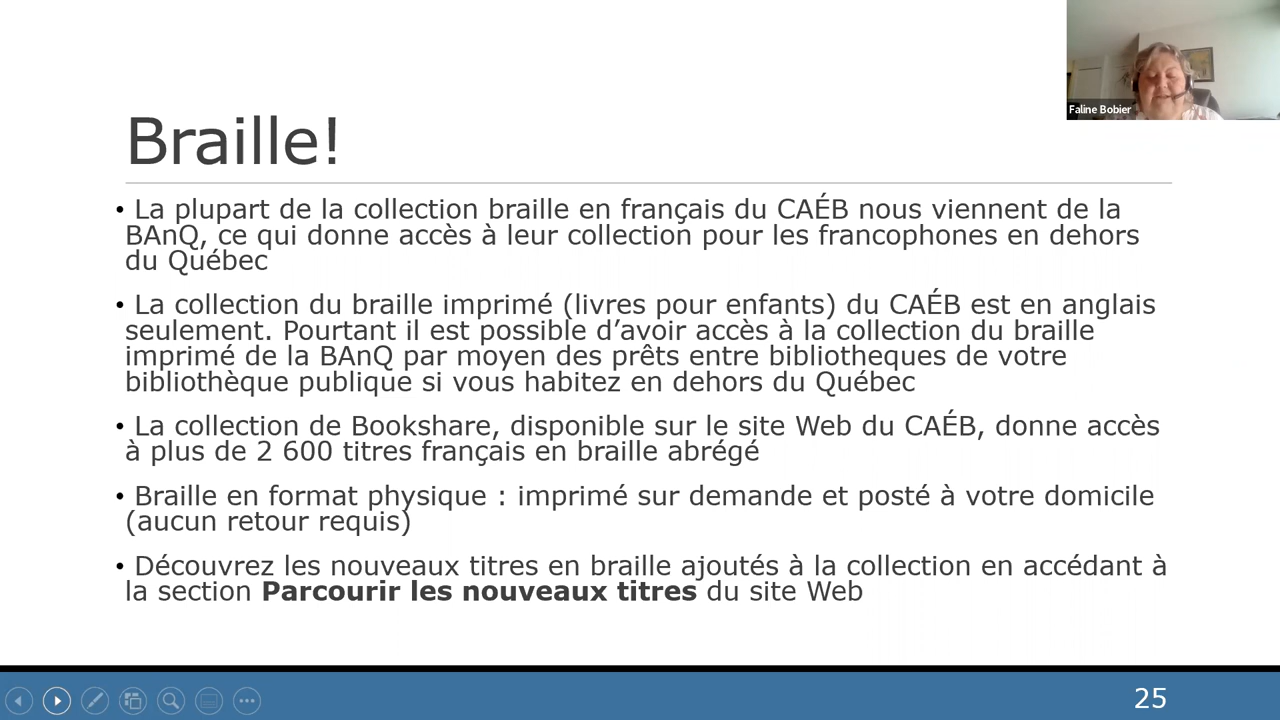 Faline Bobier
Braille!
• La plupart de la collection braille en français du CAÉB nous viennent de la
BAnQ, ce qui donne accès à leur collection pour les francophones en dehors
du Québec
• La collection du braille imprimé (livres pour enfants) du CAÉB est en anglais
seulement. Pourtant il est possible d’avoir accès à la collection du braille
imprimé de la BAnQ par moyen des prêts entre bibliotheques de votre
bibliothèque publique si vous habitez en dehors du Québec
• La collection de Bookshare, disponible sur le site Web du CAÉB, donne accès
à plus de 2 600 titres français en braille abrégé
• Braille en format physique : imprimé sur demande et posté à votre domicile
(aucun retour requis)
• Découvrez les nouveaux titres en braille ajoutés à la collection en accédant à
la section Parcourir les nouveaux titres du site Web
25